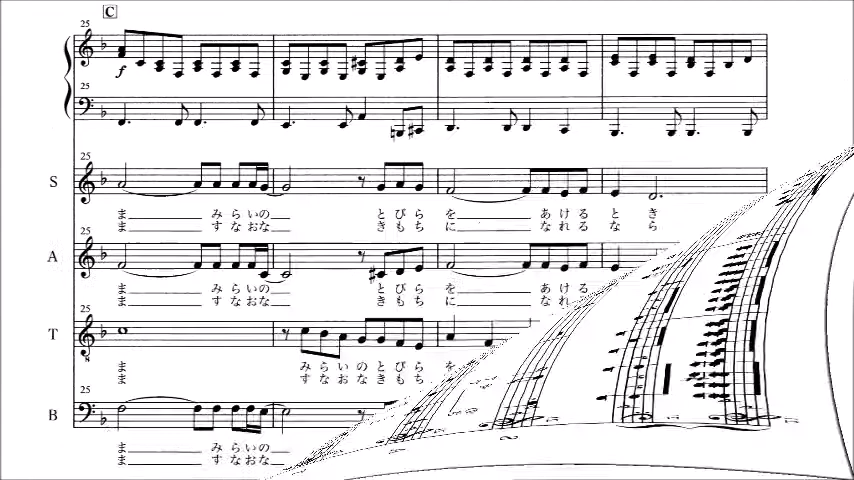 C
25
f
25
25
S
ま みらいの とびら を あける とき
ま すなおな きもち に なれる なら
25
A
ま みらいの とびら を あける
ま すなおな きもち に なれ
25
T
ま みらいのとびら を
ま すなおなきもち
25
B
ま みらいの
ま すなおな